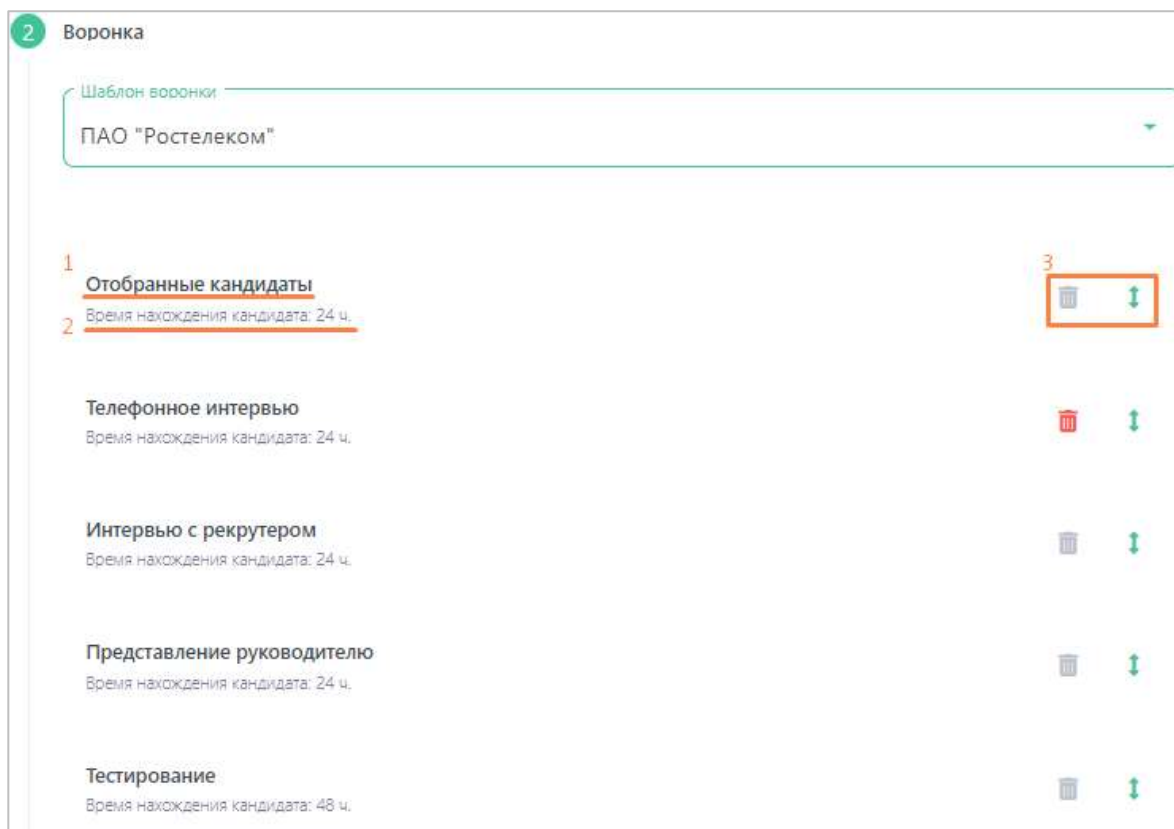 2 Воронка
Шаблон воронки
ПАО "Ростелеком"
1
Отобранные кандидаты
3
2 Время нахождения кандидата: 24 ч.
Телефонное интервью
Время нахождения кандидата: 24 ч.
Интервью с рекрутером
Время нахождения кандидата: 24 ч.
Представление руководителю
Время нахождения кандидата: 24 ч.
Тестирование
Время нахождения кандидата: 48 ч.